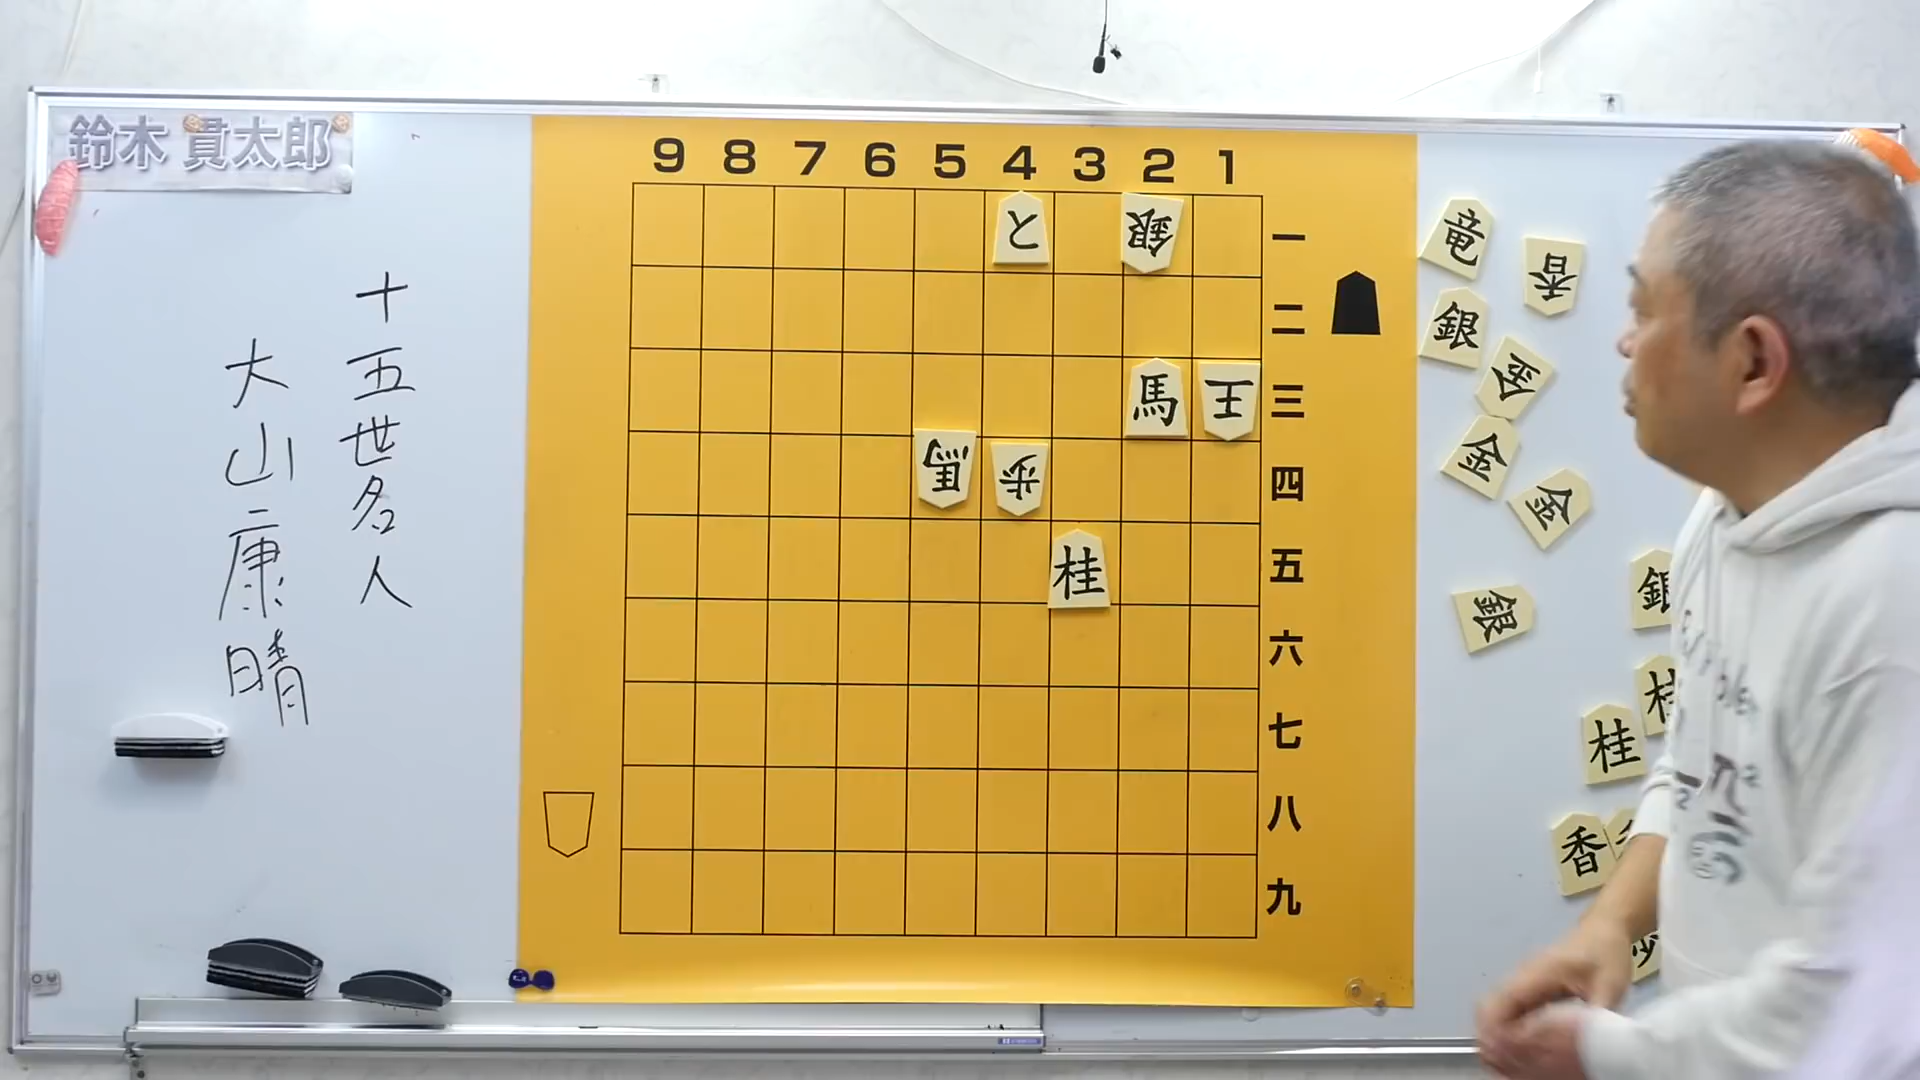 鈴木 貫太郎
十五世名人
大山康晴
9 8 7 6 5 4 3 2 1
一
二
三
四
五
六
七
八
九
と 銀
馬 王
馬 歩
桂
竜 香
銀
金
金
金
銀
銀
桂
桂
香